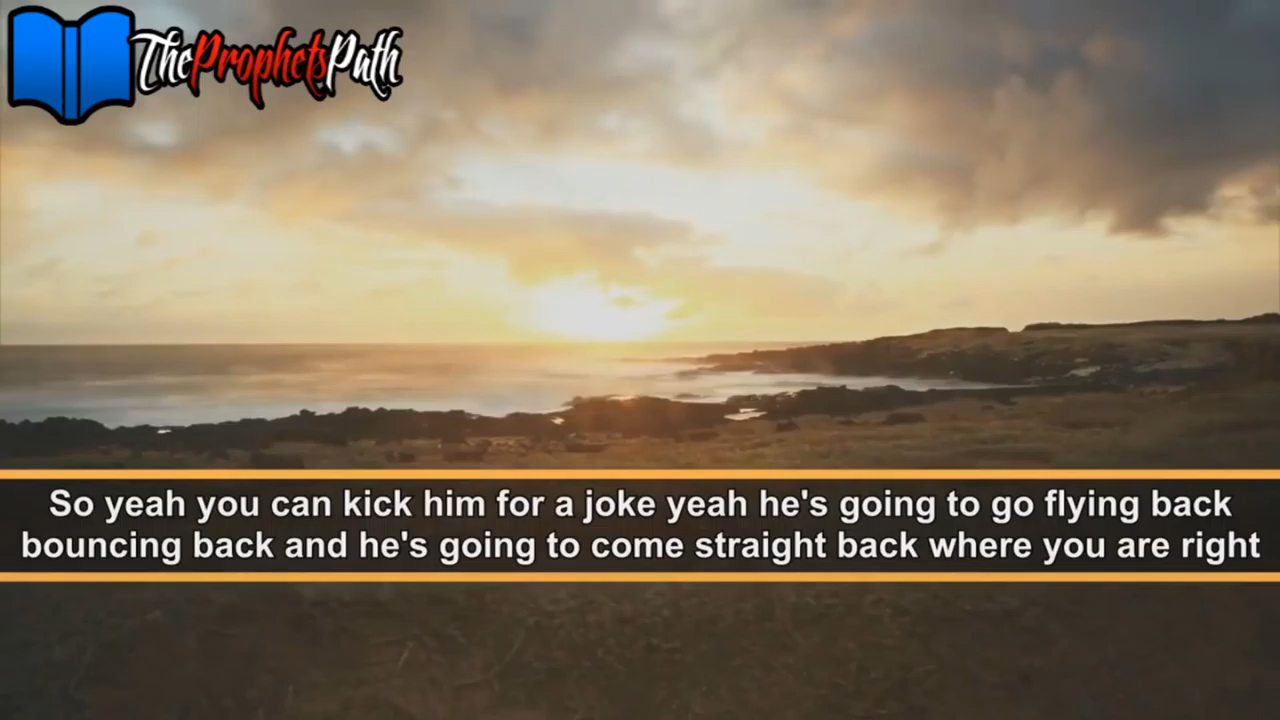 TheProphetsPath
So yeah you can kick him for a joke yeah he's going to go flying back
bouncing back and he's going to come straight back where you are right